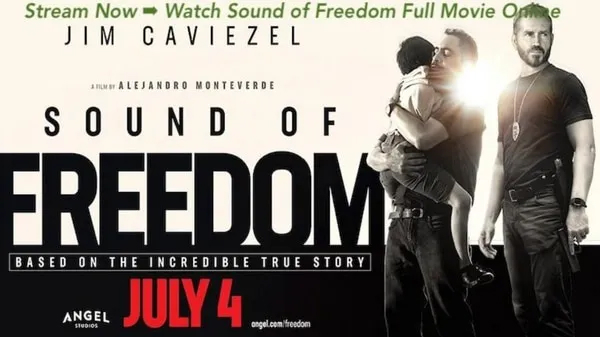 Stream Now ➡ Watch Sound of Freedom Full Movie Online
JIM CAVIEZEL
A FILM BY ALEJANDRO MONTEVERDE
SOUND OF
FREEDOM
BASED ON THE INCREDIBLE TRUE STORY
JULY 4
ANGEL
STUDIOS
angel.com/freedom